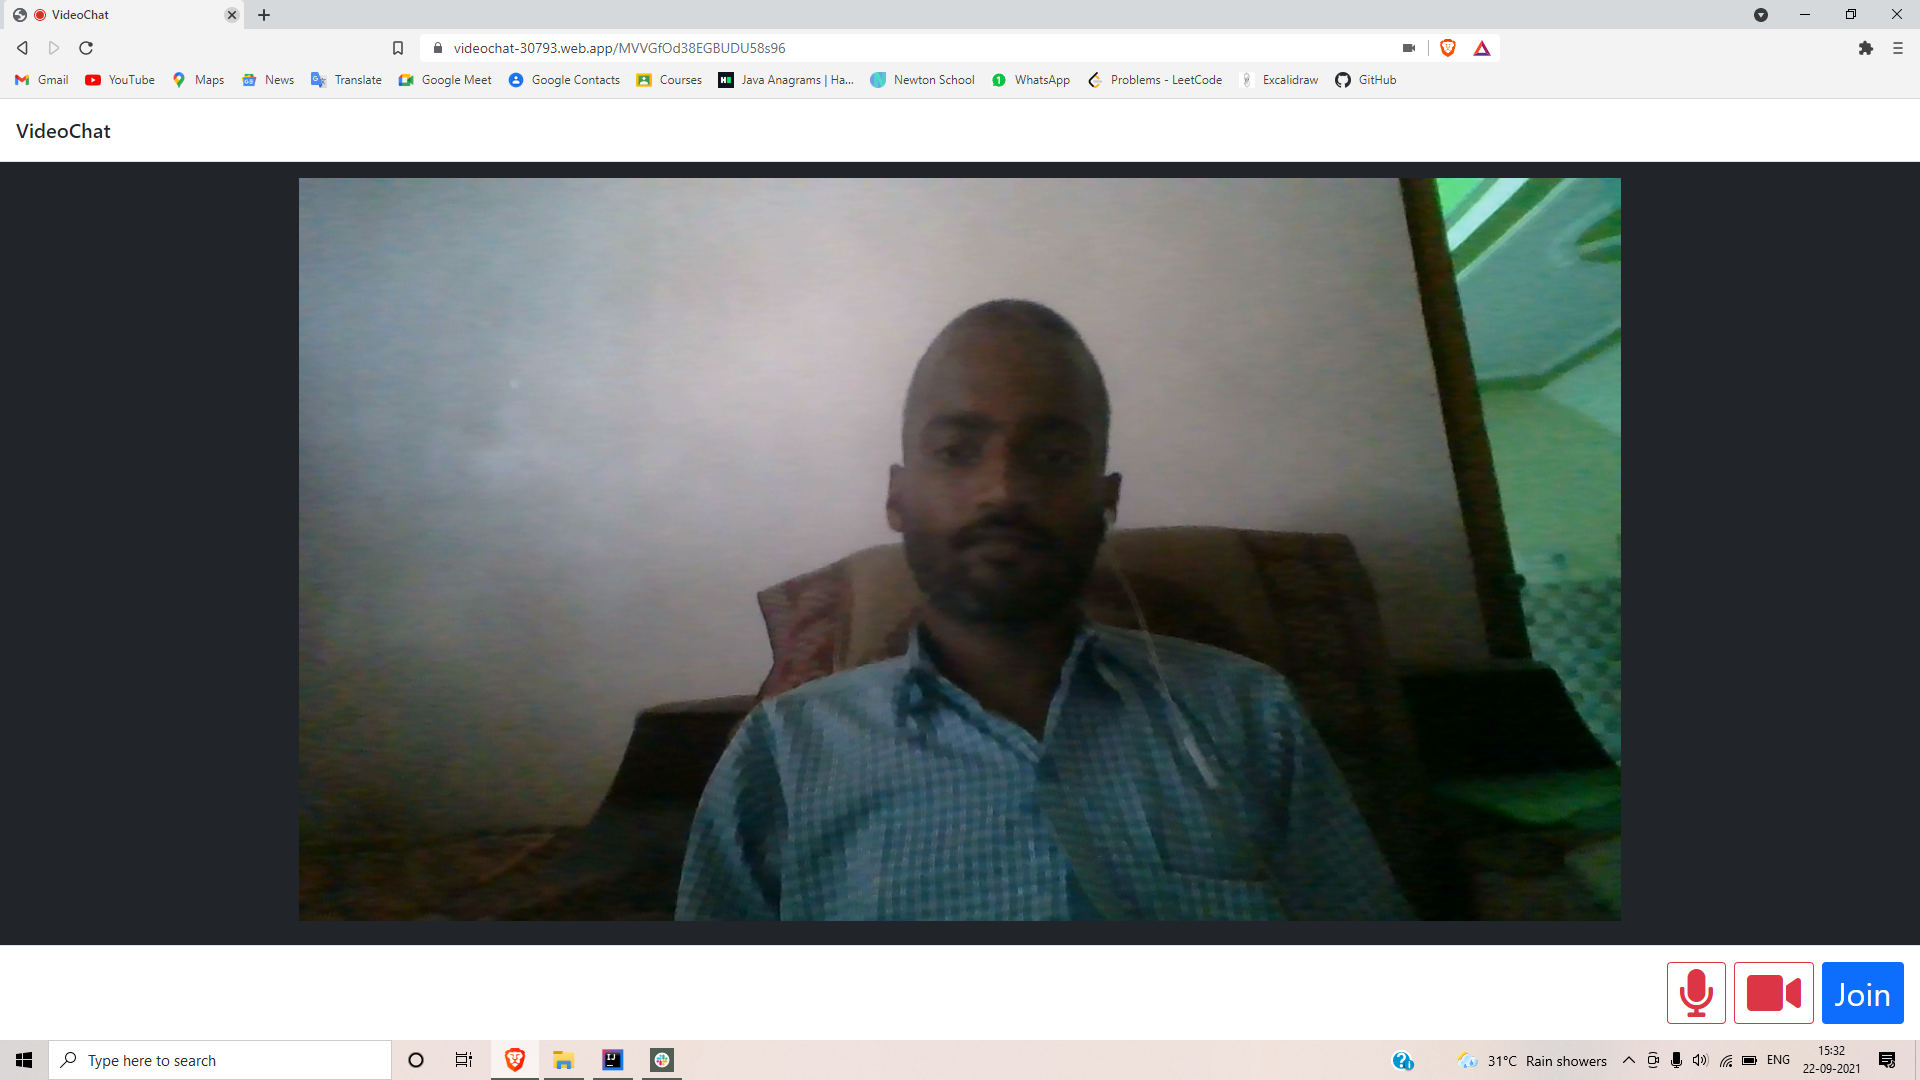 VideoChat
videochat-30793.web.app/MVVGfOd38EGBUDU58s96
Gmail YouTube Maps News Translate Google Meet Google Contacts Courses Java Anagrams | Ha... Newton School WhatsApp Problems - LeetCode Excalidraw GitHub
VideoChat
Join
Type here to search
31°C Rain showers
ENG
15:32
22-09-2021